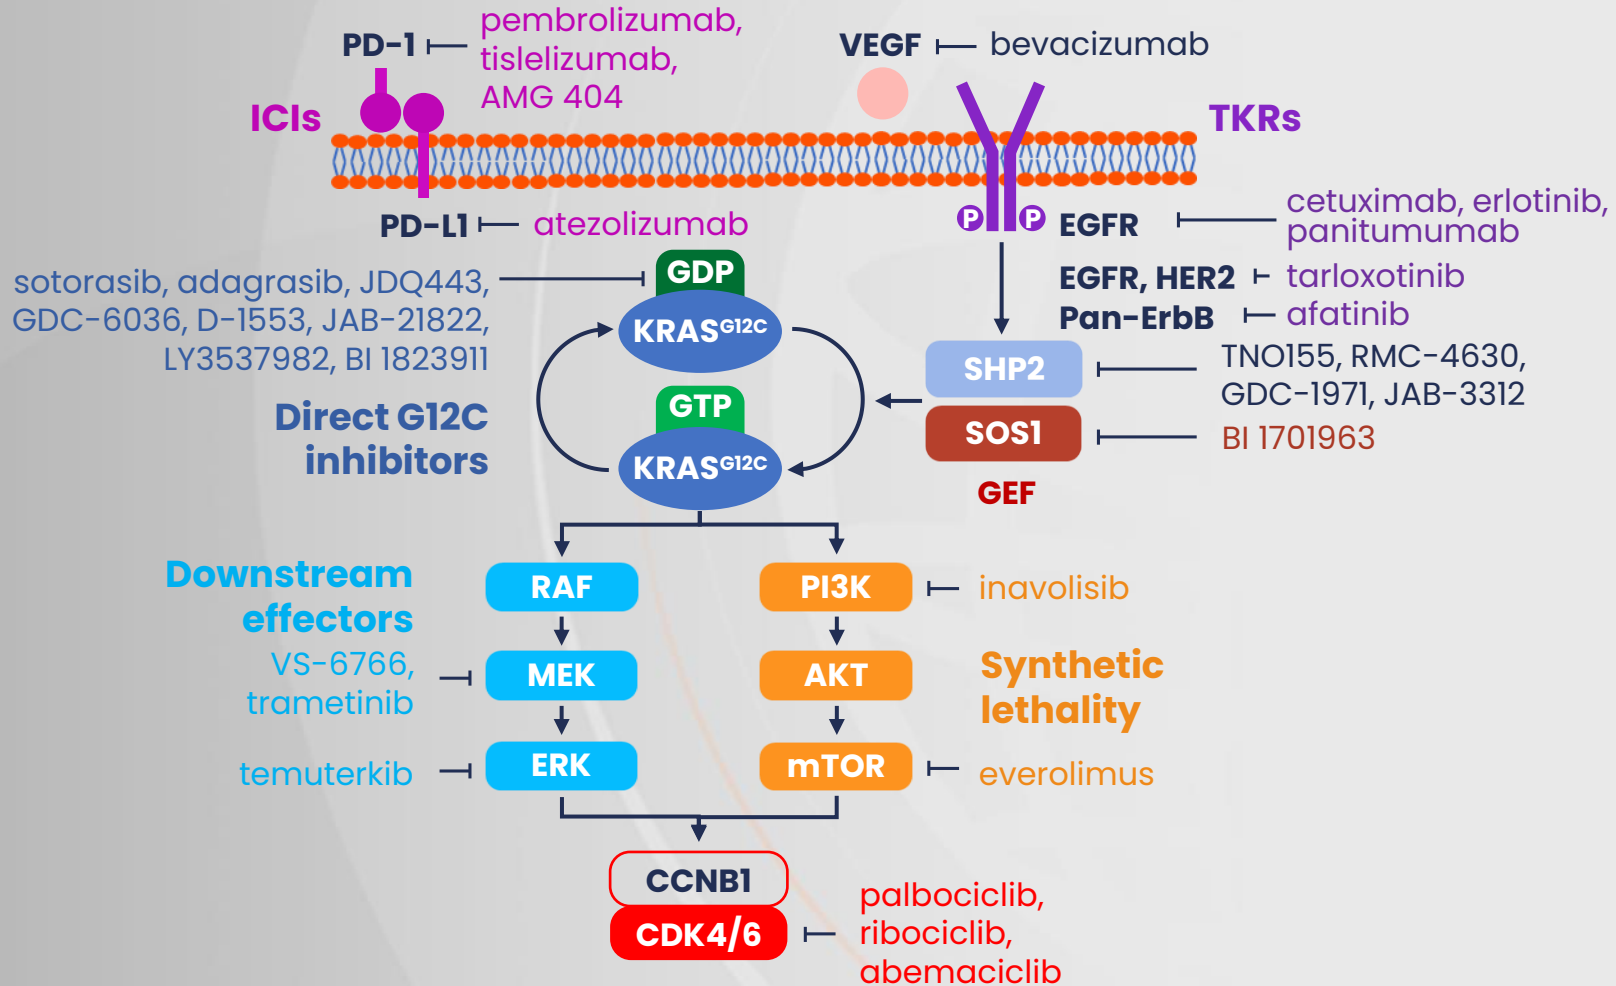 PD-1
pembrolizumab,
tislelizumab,
AMG 404
VEGF
bevacizumab
ICIs
TKRs
PD-L1
atezolizumab
P
P
EGFR
cetuximab, erlotinib,
panitumumab
EGFR, HER2
tarloxotinib
Pan-ErbB
afatinib
sotorasib, adagrasib, JDQ443,
GDC-6036, D-1553, JAB-21822,
LY3537982, BI 1823911
Direct G12C
inhibitors
GDP
KRASG12C
GTP
KRASG12C
SHP2
TNO155, RMC-4630,
GDC-1971, JAB-3312
SOS1
BI 1701963
GEF
Downstream
effectors
RAF
PI3K
inavolisib
VS-6766,
trametinib
MEK
AKT
Synthetic
lethality
temuterkib
ERK
mTOR
everolimus
CCNB1
CDK4/6
palbociclib,
ribociclib,
abemaciclib